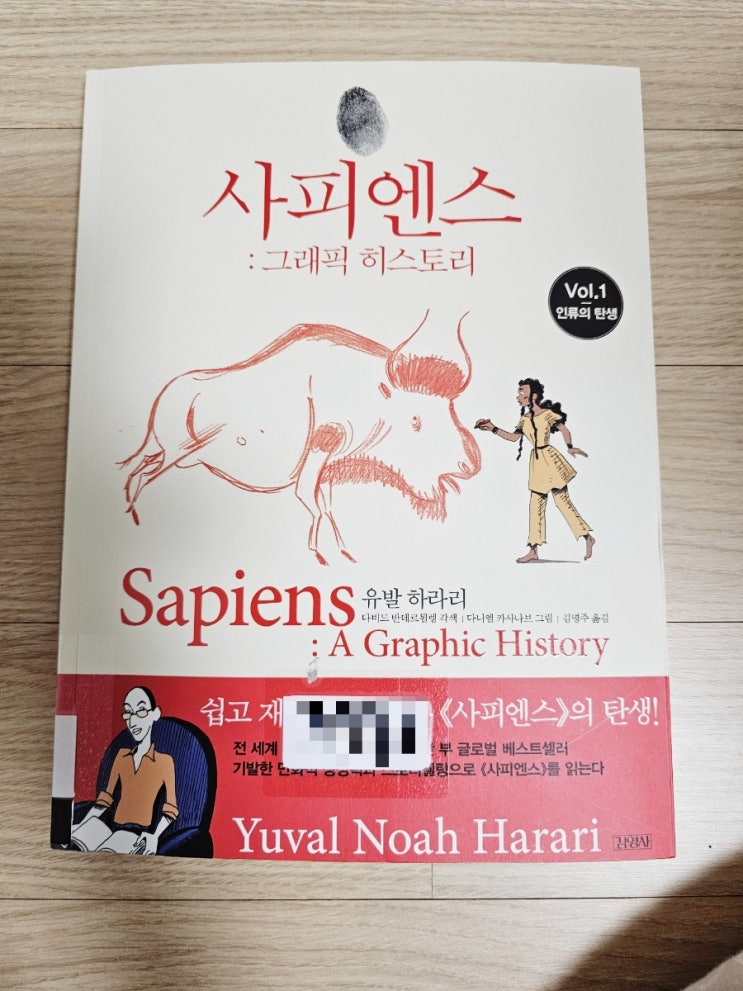 사피엔스
: 그래픽 히스토리
Vol.1
인류의 탄생
Sapiens
유발 하라리
다비드 반데르묄렝 각색 | 다니엘 카사나브 그림 | 김명주 옮김
: A Graphic History
쉽고 재 《사피엔스》의 탄생!
전 세계 부 글로벌 베스트셀러
기발한 으로 《사피엔스》를 읽는다
Yuval Noah Harari
김영사